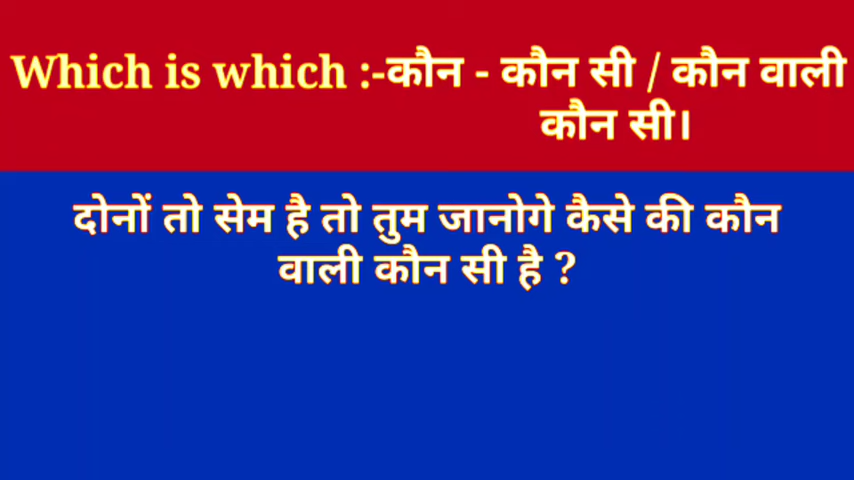 Which is which :-कौन - कौन सी / कौन वाली
कौन सी।
दोनों तो सेम है तो तुम जानोगे कैसे की कौन
वाली कौन सी है ?